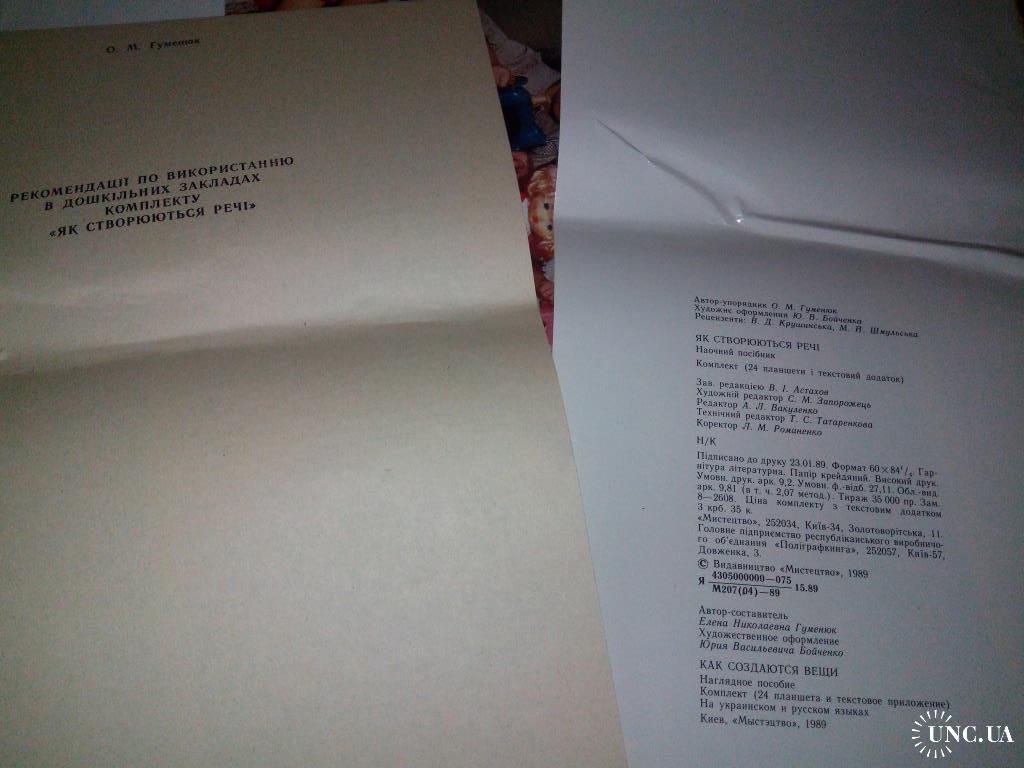 О. М. Гуменюк
РЕКОМЕНДАЦІЇ ПО ВИКОРИСТАННЮ
В ДОШКІЛЬНИХ ЗАКЛАДАХ
КОМПЛЕКТУ
«ЯК СТВОРЮЮТЬСЯ РЕЧІ»
Автор-упорядник О. М. Гуменюк
Художнє оформлення Ю. В. Бойченка
Рецензенти: В. Д. Крушинська, М. Я. Шмульська
ЯК СТВОРЮЮТЬСЯ РЕЧІ
Наочний посібник
Комплект (24 планшети і текстовий додаток)
Зав. редакцією В. І. Астахов
Художній редактор С. М. Запорожець
Редактор А. Л. Вакуленко
Технічний редактор Т. С. Татаренкова
Коректор Л. М. Романенко
Н/К
Підписано до друку 23.01.89. Формат 60×84¹/₈. Гар-
нітура літературна. Папір крейдяний. Високий друк.
Умовн. друк. арк. 9,2. Умовн. ф.-відб. 27,11. Обл.-вид.
арк. 9,81 (в т. ч. 2,07 метод.). Тираж 35 000 пр. Зам.
8—2608. Ціна комплекту з текстовим додатком
3 крб. 35 к.
«Мистецтво», 252034, Київ-34, Золотоворітська, 11.
Головне підприємство республіканського виробничо-
го об'єднання «Поліграфкнига», 252057, Київ-57,
Довженка, 3.
© Видавництво «Мистецтво», 1989
4305000000—075
Я 15.89
М207(04)—89
Автор-составитель
Елена Николаевна Гуменюк
Художественное оформление
Юрия Васильевича Бойченко
КАК СОЗДАЮТСЯ ВЕЩИ
Наглядное пособие
Комплект (24 планшета и текстовое приложение)
На украинском и русском языках
Киев, «Мыстэцтво», 1989
UNC.UA